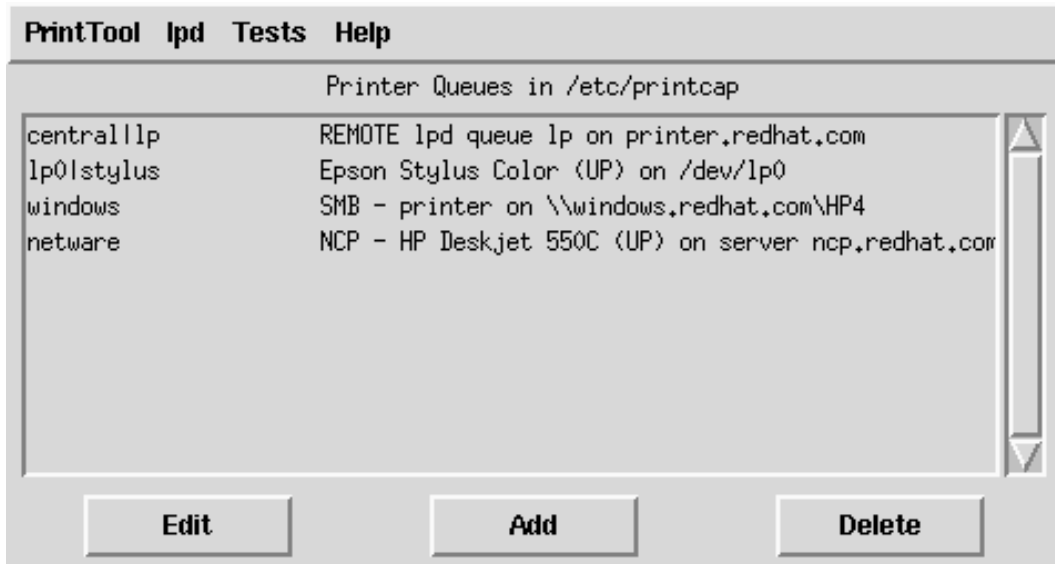 PrintTool lpd Tests Help
Printer Queues in /etc/printcap
central|lp REMOTE lpd queue lp on printer.redhat.com
lp0|stylus Epson Stylus Color (UP) on /dev/lp0
windows SMB - printer on \\windows.redhat.com\HP4
netware NCP - HP Deskjet 550C (UP) on server ncp.redhat.com
Edit Add Delete